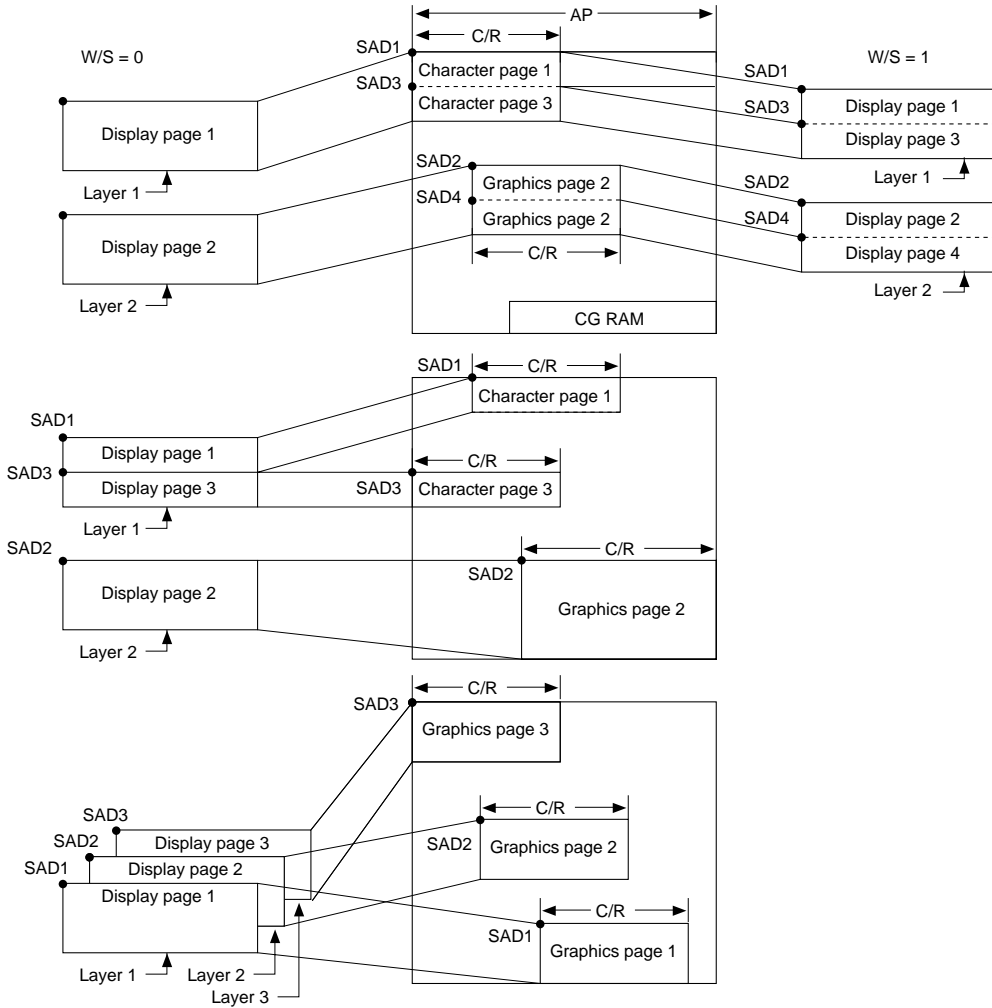 AP
C/R
W/S = 0
SAD1
W/S = 1
Character page 1
SAD1
SAD3
Display page 1
Character page 3
SAD3
Display page 1
Display page 3
Layer 1
Layer 1
SAD2
Graphics page 2
SAD2
SAD4
Display page 2
Graphics page 2
SAD4
Display page 2
Display page 4
C/R
Layer 2
Layer 2
CG RAM
SAD1
C/R
Character page 1
SAD1
Display page 1
SAD3
C/R
Display page 3
SAD3
Character page 3
Layer 1
SAD2
C/R
SAD2
Display page 2
Graphics page 2
Layer 2
C/R
SAD3
Graphics page 3
C/R
SAD3
Display page 3
SAD2
SAD2
Graphics page 2
Display page 2
SAD1
Display page 1
C/R
SAD1
Graphics page 1
Layer 1
Layer 2
Layer 3